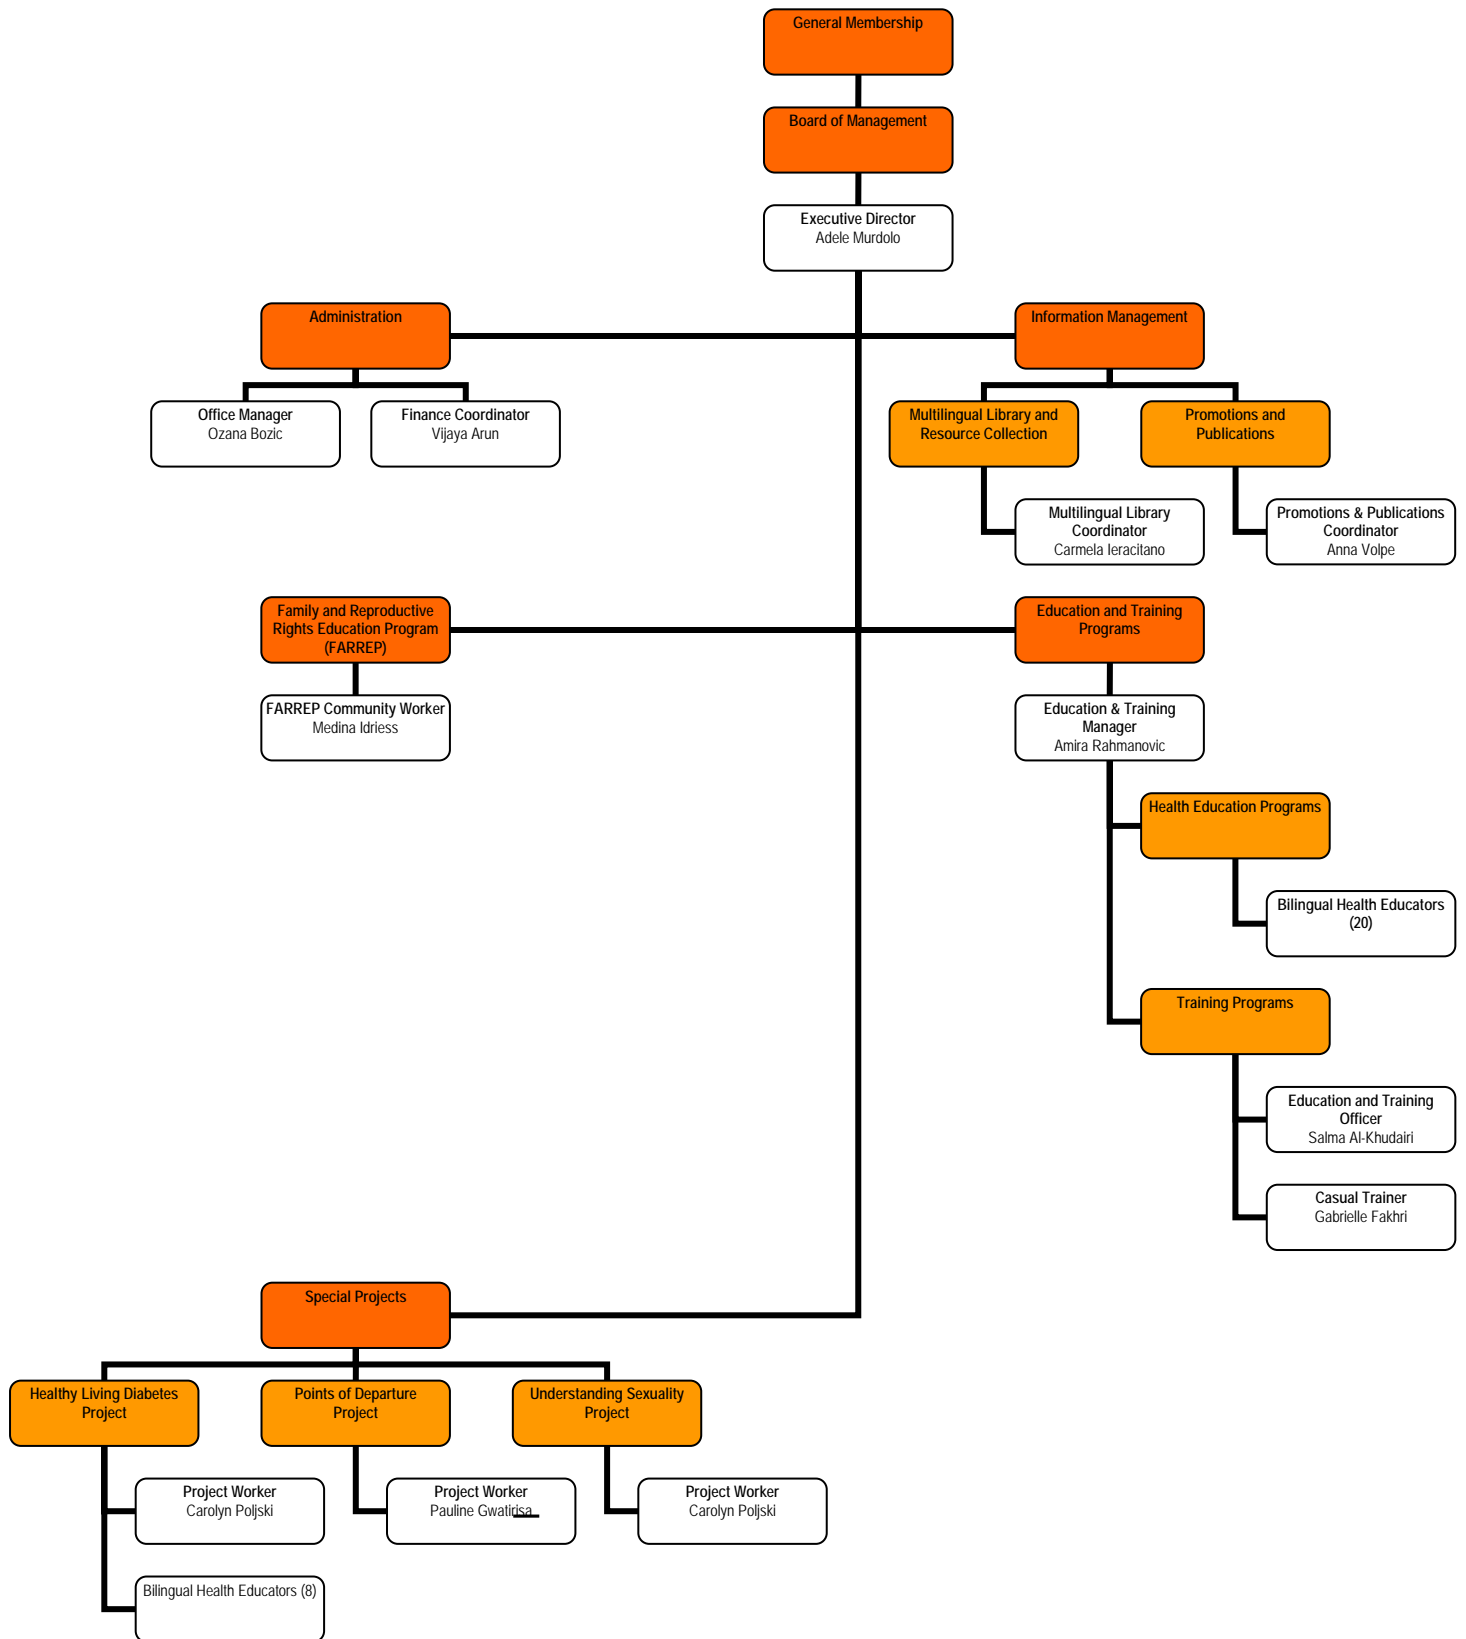 General Membership
Board of Management
Executive Director
Adele Murdolo
Administration
Information Management
Office Manager
Ozana Bozic
Finance Coordinator
Vijaya Arun
Multilingual Library and
Resource Collection
Promotions and
Publications
Multilingual Library
Coordinator
Carmela Ieracitano
Promotions & Publications
Coordinator
Anna Volpe
Family and Reproductive
Rights Education Program
(FARREP)
Education and Training
Programs
FARREP Community Worker
Medina Idriess
Education & Training
Manager
Amira Rahmanovic
Health Education Programs
Bilingual Health Educators
(20)
Training Programs
Education and Training
Officer
Salma Al-Khudairi
Casual Trainer
Gabrielle Fakhri
Special Projects
Healthy Living Diabetes
Project
Points of Departure
Project
Understanding Sexuality
Project
Project Worker
Carolyn Poljski
Project Worker
Pauline Gwatirisa
Project Worker
Carolyn Poljski
Bilingual Health Educators (8)